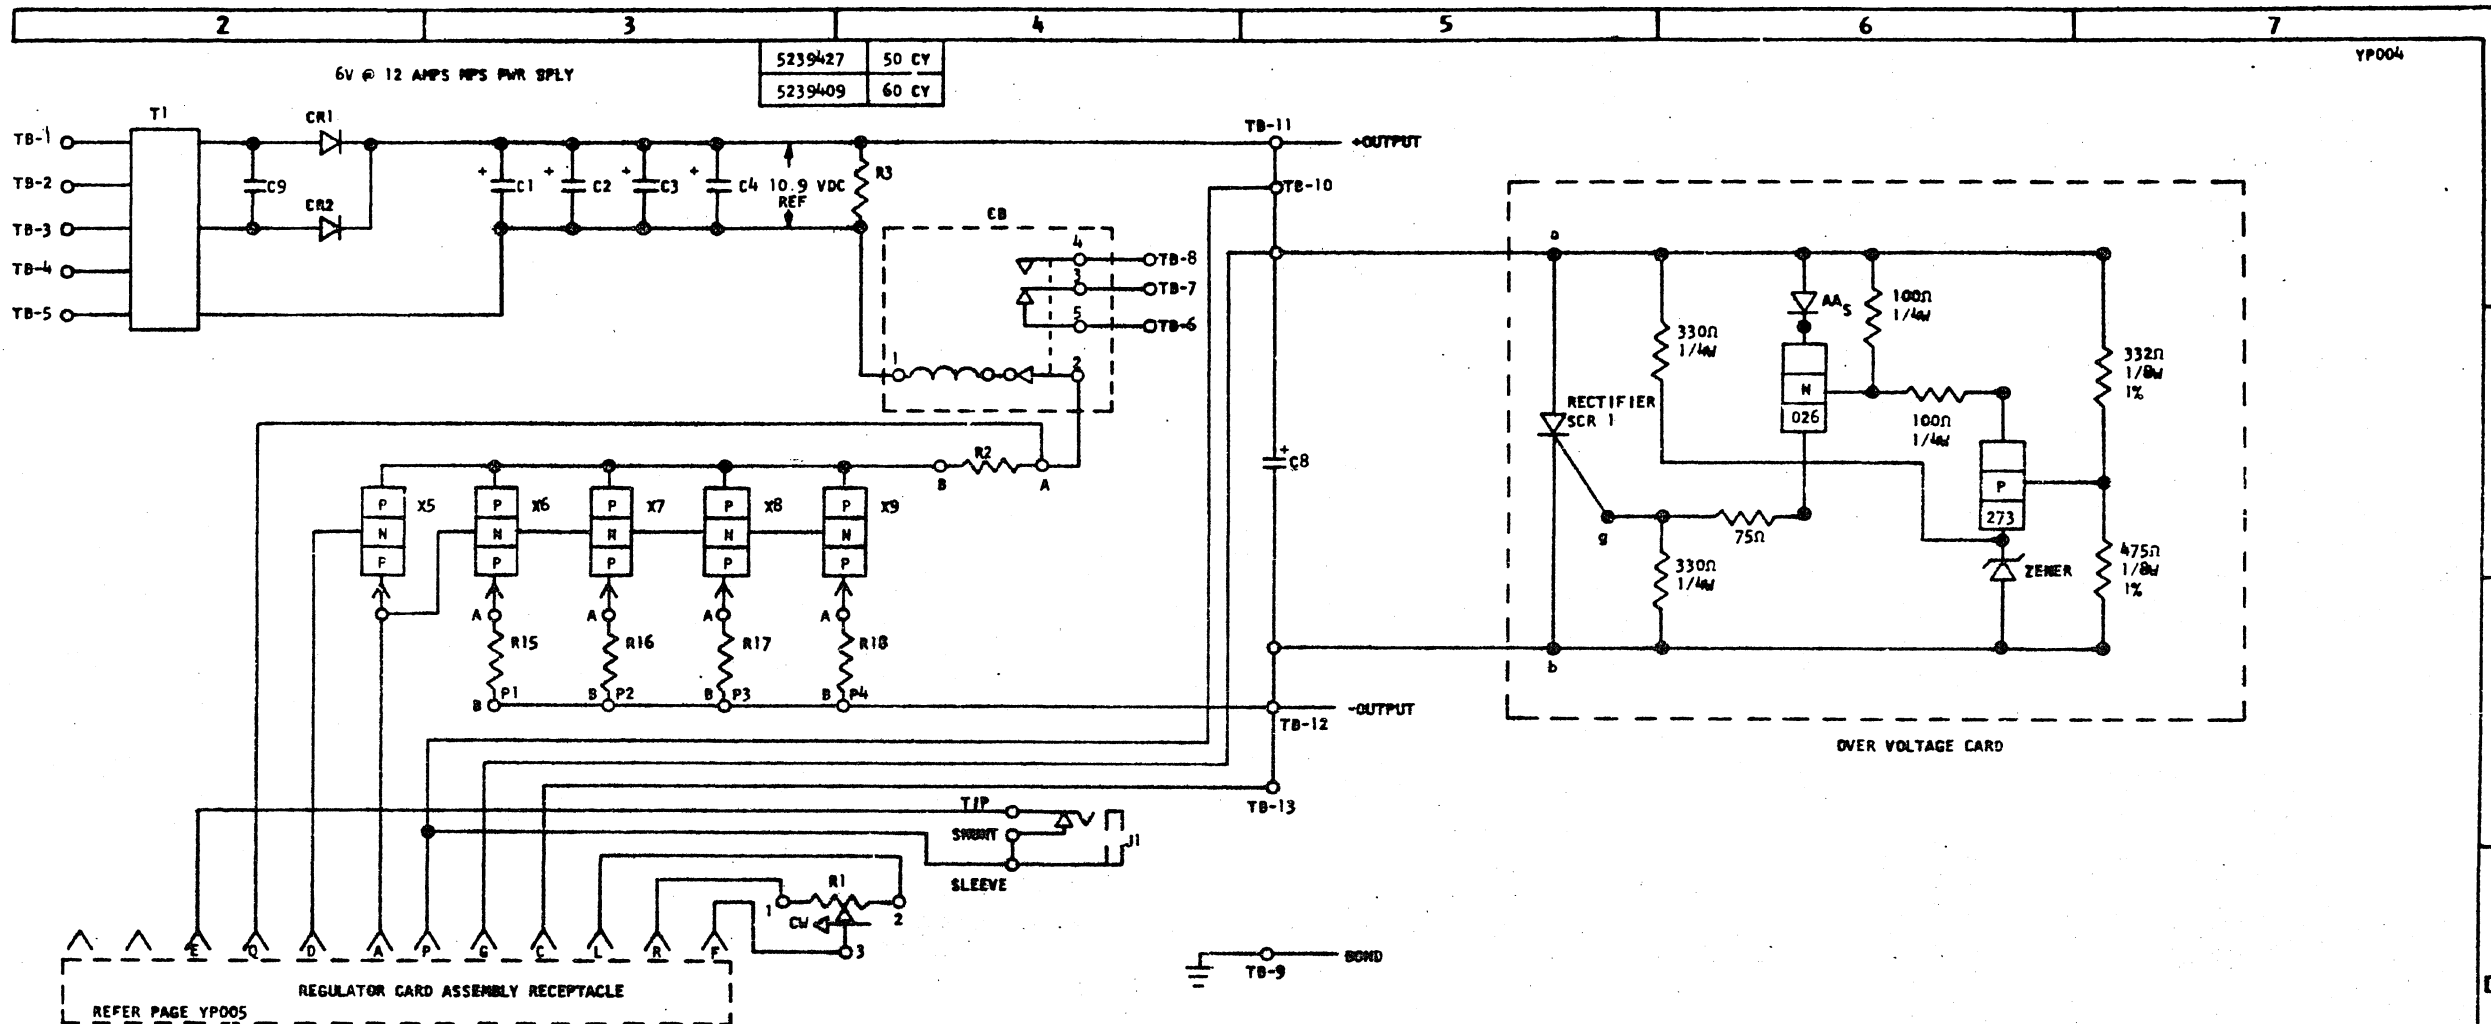 2 3 4 5 6 7
YP004
6V @ 12 AMPS MPS PWR SPLY
5239427 50 CY
5239409 60 CY
T1
CR1
CR2
TB-1
TB-2
TB-3
TB-4
TB-5
C9
+ C1
+ C2
+ C3
+ C4
10.9 VDC
REF
R3
CB
4
3
5
1
2
TB-8
TB-7
TB-6
TB-11
+OUTPUT
TB-10
+
C8
R2
B
A
P
N
P
X5
P
N
P
X6
P
N
P
X7
P
N
P
X8
P
N
P
X9
A
A
A
A
R15
R16
R17
R18
B P1
B P2
B P3
B P4
-OUTPUT
TB-12
TB-13
a
RECTIFIER
SCR 1
g
b
330Ω
1/4W
AAS
N
026
100Ω
1/4W
100Ω
1/4W
P
273
332Ω
1/8W
1%
475Ω
1/8W
1%
75Ω
330Ω
1/4W
ZENER
OVER VOLTAGE CARD
TIP
SHUNT
SLEEVE
J1
R1
1
2
CW
3
E Q D A P G C L R F
REGULATOR CARD ASSEMBLY RECEPTACLE
REFER PAGE YP005
TB-9
BOND